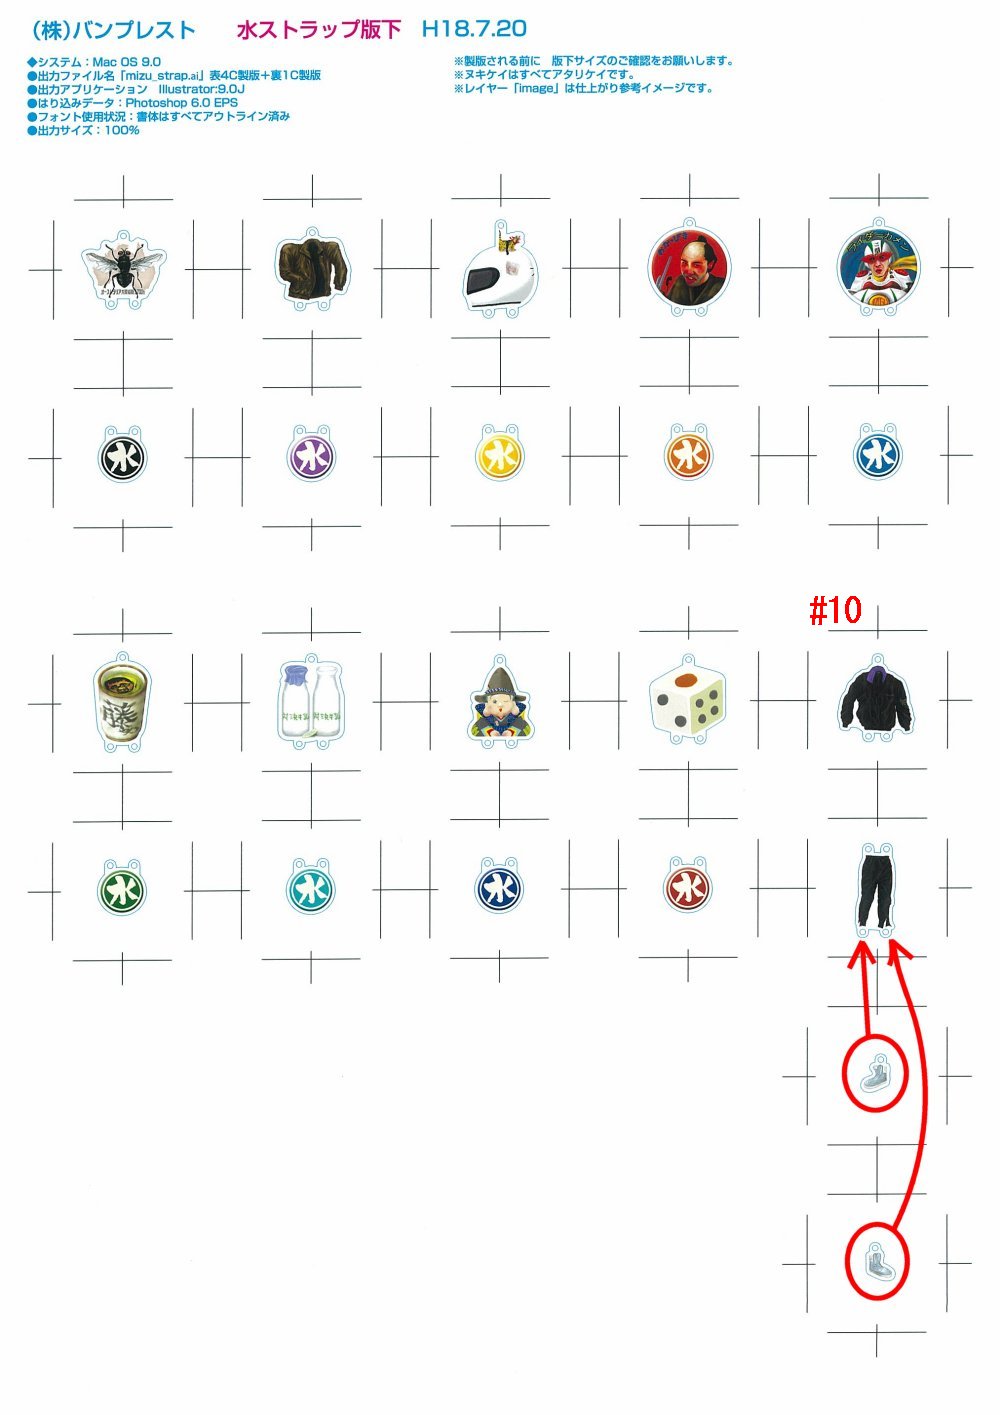 (株)バンプレスト 水ストラップ版下 H18.7.20
◆システム:Mac OS 9.0
●出力ファイル名「mizu_strap.ai」表4C製版+裏1C製版
●出力アプリケーション Illustrator:9.0J
●はり込みデータ:Photoshop 6.0 EPS
●フォント使用状況:書体はすべてアウトライン済み
●出力サイズ:100%
※製版される前に 版下サイズのご確認をお願いします。
※ヌキケイはすべてアタリケイです。
※レイヤー「image」は仕上がり参考イメージです。
ライダーカメン
水
水
水
水
水
#10
藤
水
水
水
水